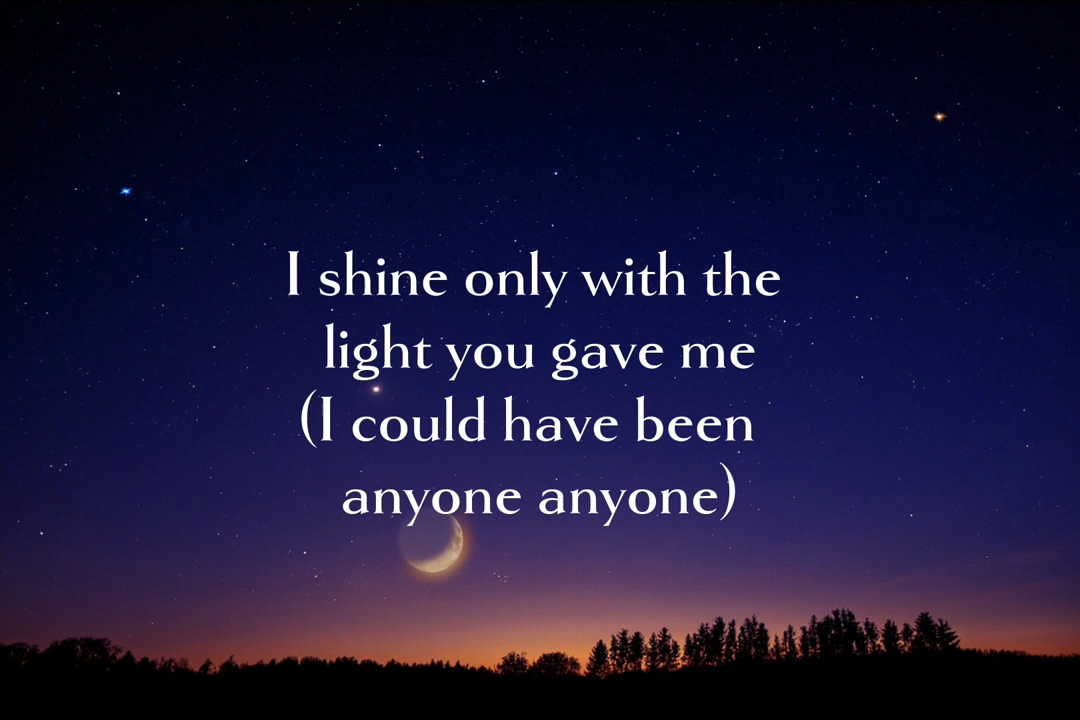 I shine only with the
light you gave me
(I could have been
anyone anyone)